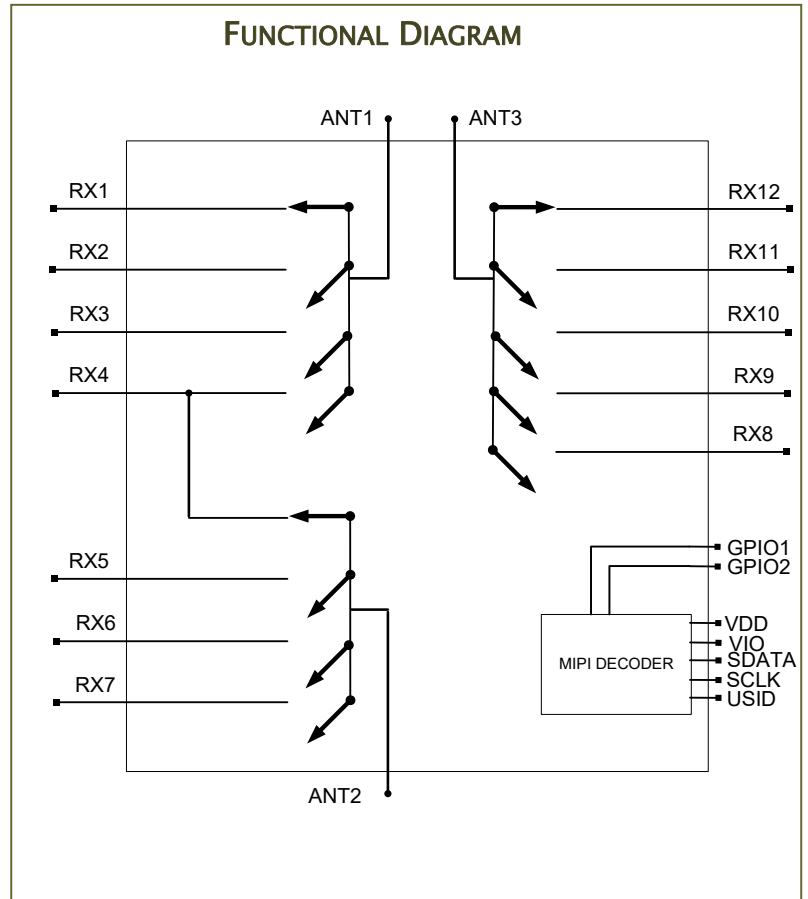 FUNCTIONAL DIAGRAM
ANT1
ANT3
RX1
RX2
RX3
RX4
RX5
RX6
RX7
RX12
RX11
RX10
RX9
RX8
GPIO1
GPIO2
MIPI DECODER
VDD
VIO
SDATA
SCLK
USID
ANT2